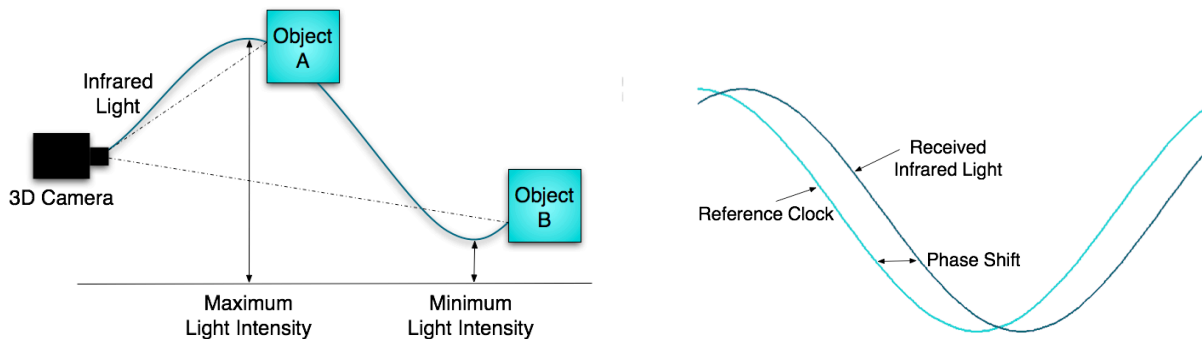 Object
A
Infrared
Light
3D Camera
Object
B
Maximum
Light Intensity
Minimum
Light Intensity
Received
Infrared Light
Reference Clock
Phase Shift